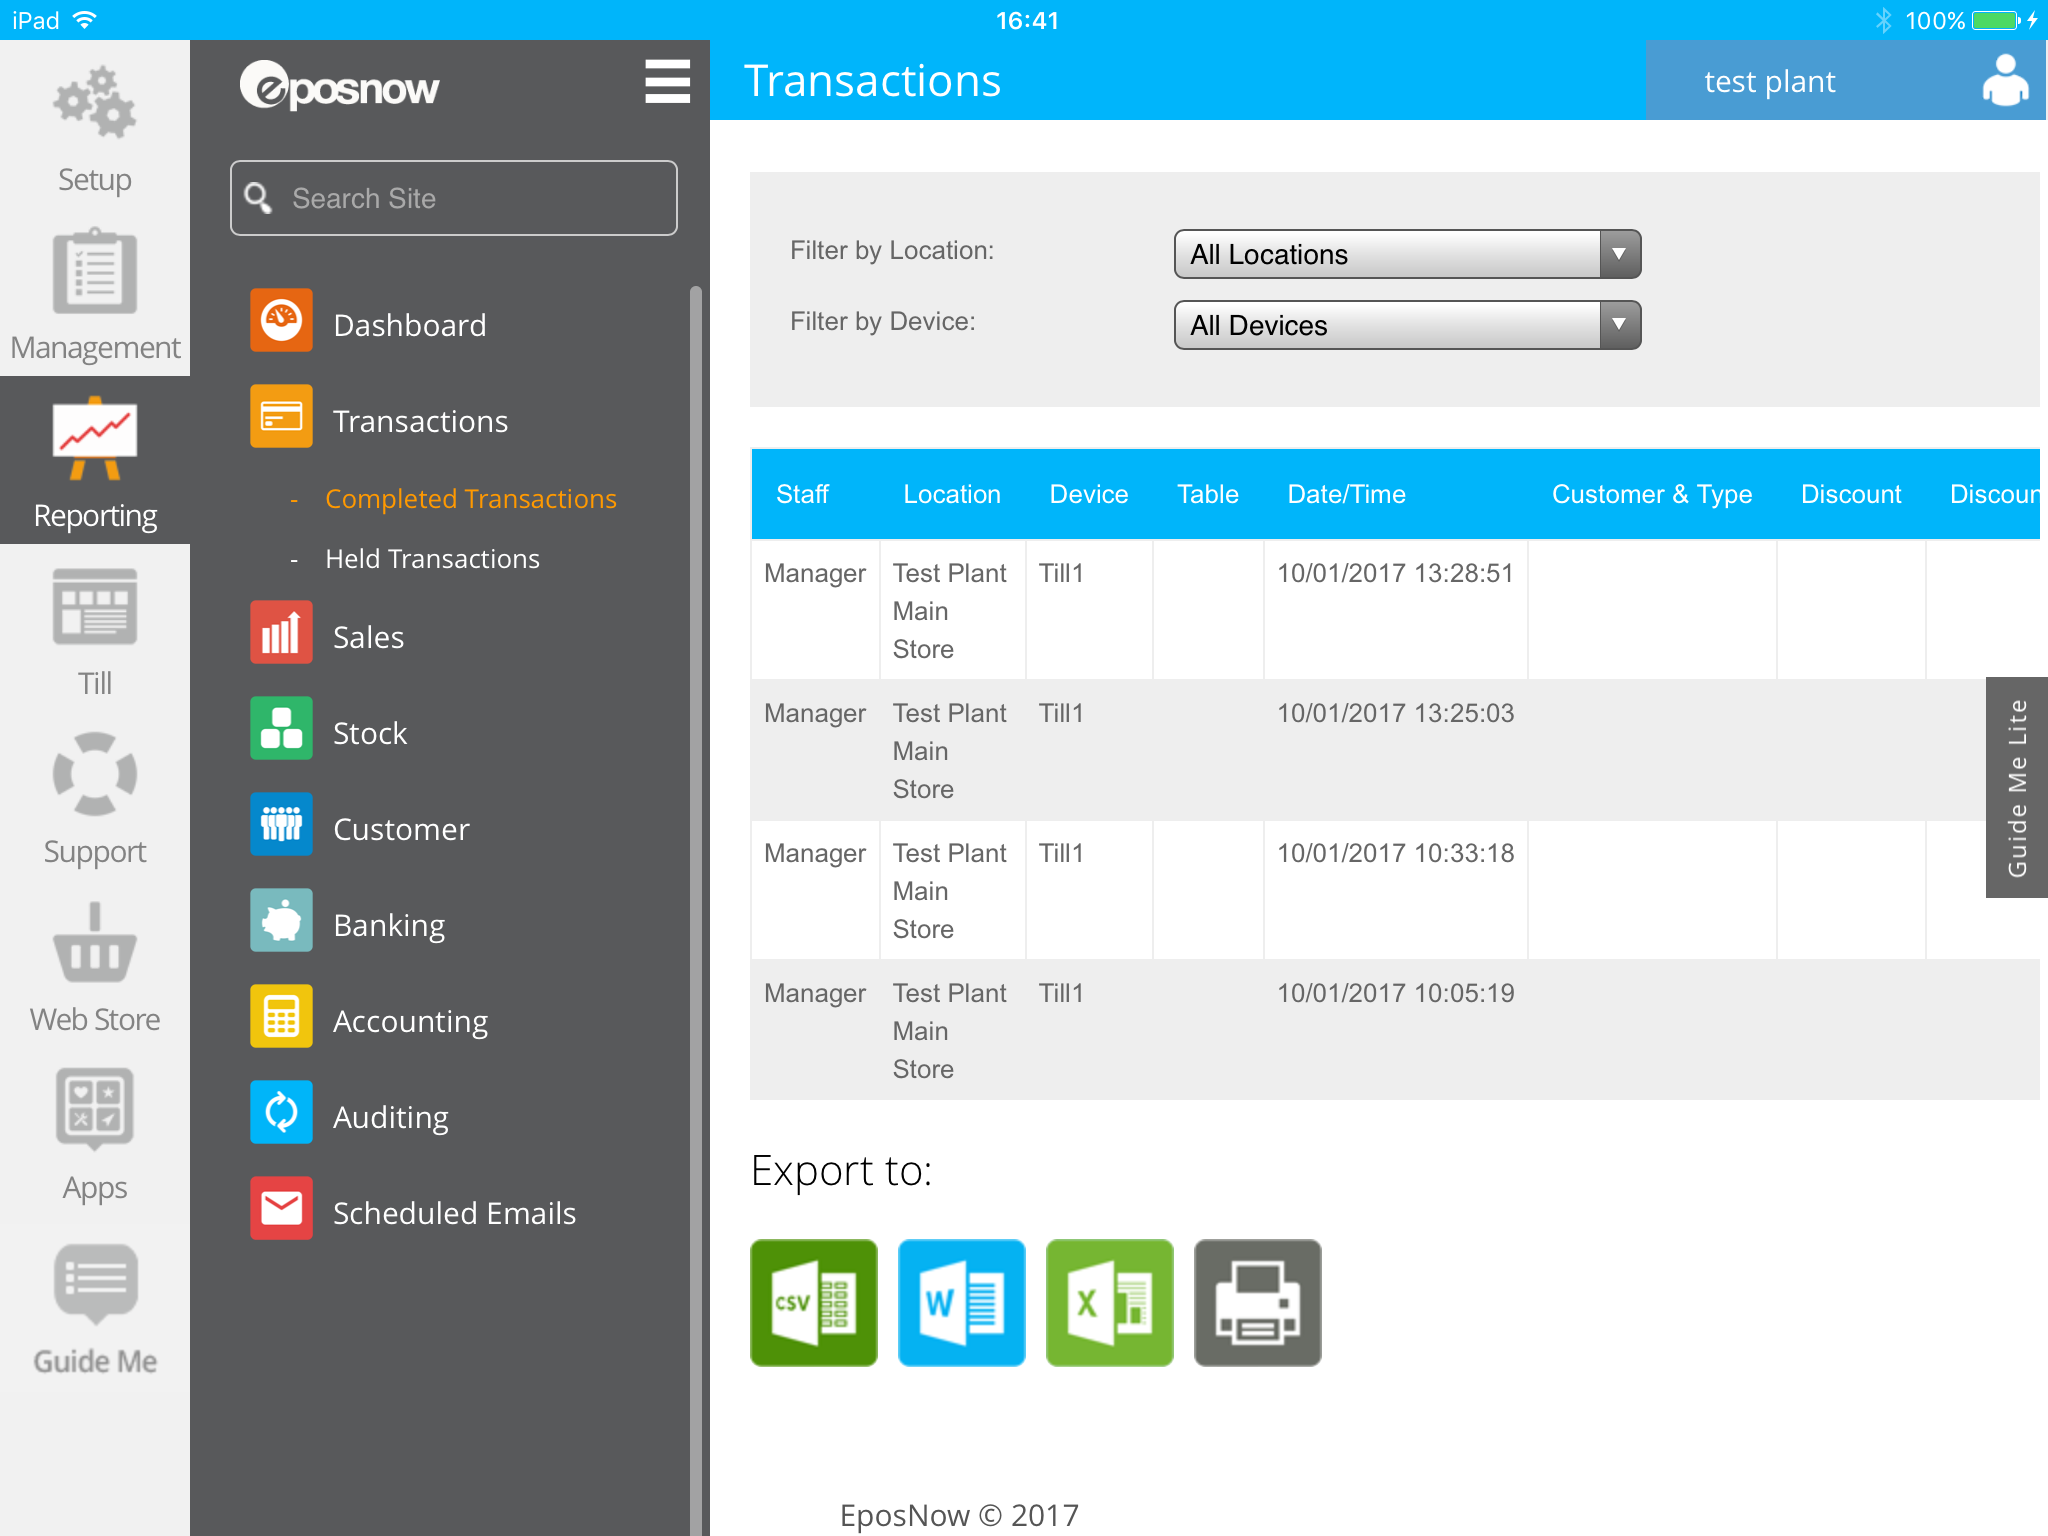 iPad
16:41
100%
Setup
Management
Reporting
Till
Support
Web Store
Apps
Guide Me
eposnow
Search Site
Dashboard
Transactions
- Completed Transactions
- Held Transactions
Sales
Stock
Customer
Banking
Accounting
Auditing
Scheduled Emails
Transactions
test plant
Filter by Location:
All Locations
Filter by Device:
All Devices
Staff Location Device Table Date/Time Customer & Type Discount Discoun
Manager Test Plant Till1 10/01/2017 13:28:51
Main
Store
Manager Test Plant Till1 10/01/2017 13:25:03
Main
Store
Manager Test Plant Till1 10/01/2017 10:33:18
Main
Store
Manager Test Plant Till1 10/01/2017 10:05:19
Main
Store
Guide Me Lite
Export to:
CSV
W
X
EposNow © 2017